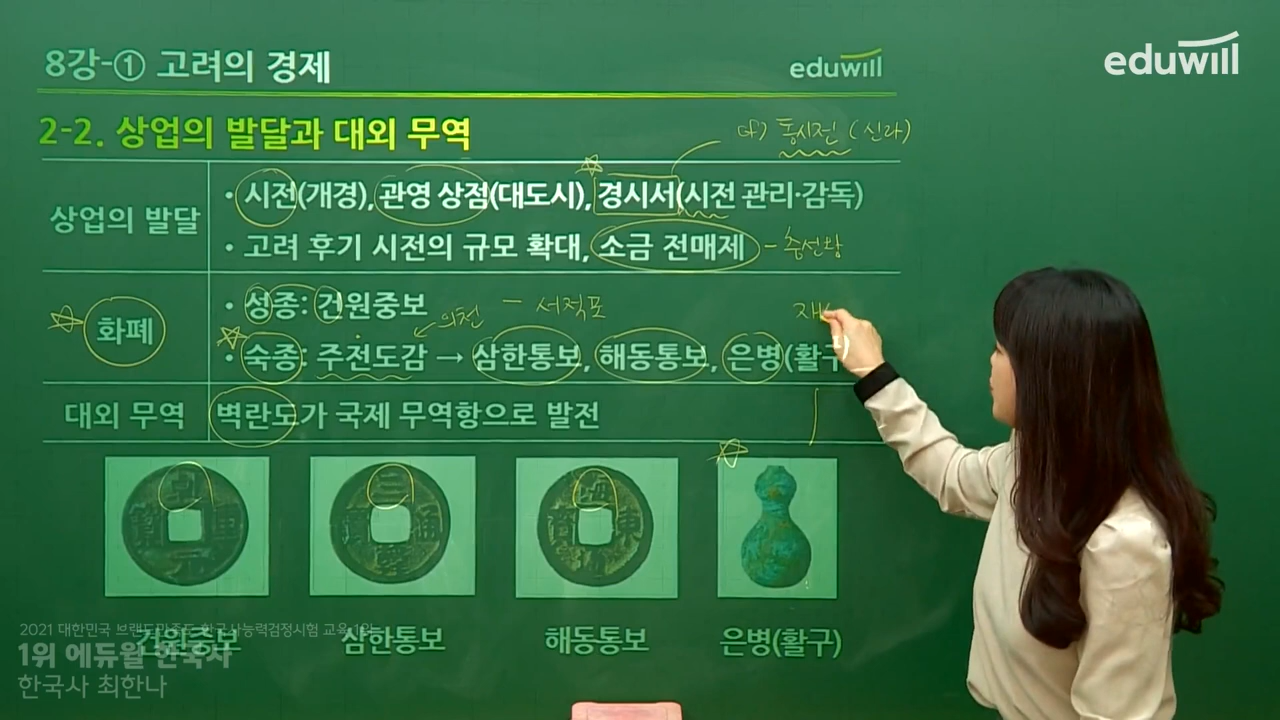 8강-① 고려의 경제
eduwill
eduwill
2-2. 상업의 발달과 대외 무역
cf) 동시전 (신라)
상업의 발달
• 시전(개경), 관영 상점(대도시), 경시서(시전 관리·감독)
• 고려 후기 시전의 규모 확대, 소금 전매제 - 충선왕
화폐
• 성종: 건원중보
의천 - 서적포
• 숙종: 주전도감 → 삼한통보, 해동통보, 은병(활구
대외 무역
벽란도가 국제 무역항으로 발전
건원중보
삼한통보
해동통보
은병(활구)
2021 대한민국 브랜드만족도 한국사능력검정시험 교육 1위
1위 에듀윌 한국사
한국사 최한나